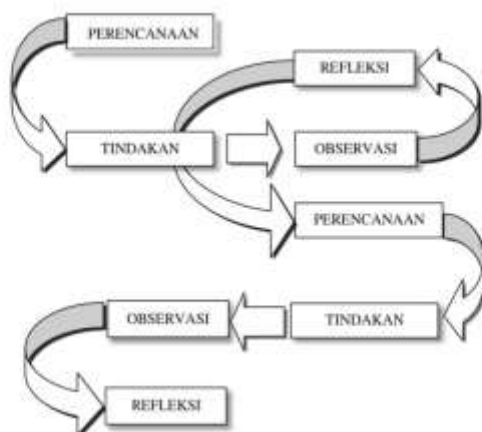 PERENCANAAN
REFLEKSI
TINDAKAN
OBSERVASI
PERENCANAAN
OBSERVASI
TINDAKAN
REFLEKSI